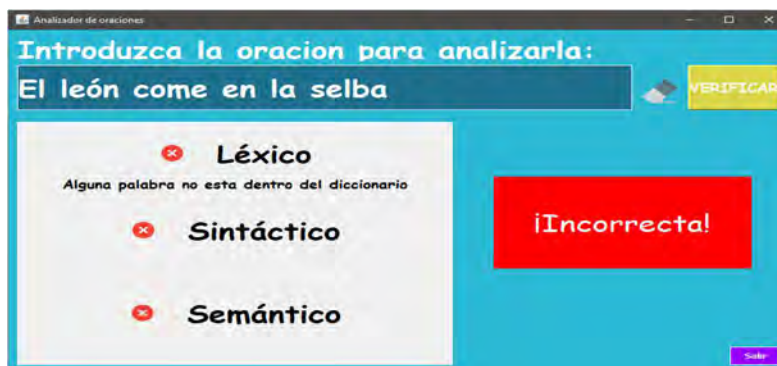 Analizador de oraciones
Introduzca la oracion para analizarla:
El león come en la selba
VERIFICAR
Léxico
Alguna palabra no esta dentro del diccionario
Sintáctico
Semántico
¡Incorrecta!
Salir